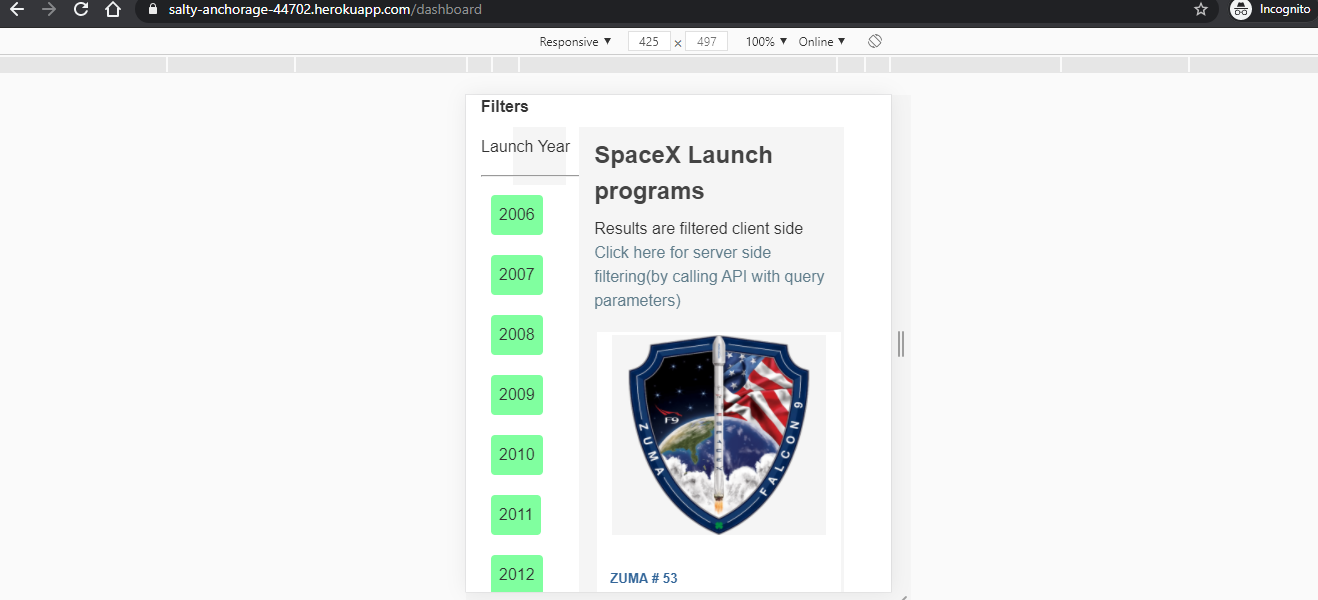 salty-anchorage-44702.herokuapp.com/dashboard
Incognito
Responsive ▼ 425 × 497 100% ▼ Online ▼
Filters
Launch Year
2006
2007
2008
2009
2010
2011
2012
SpaceX Launch
programs
Results are filtered client side
Click here for server side
filtering(by calling API with query
parameters)
F9
ZUMA
FALCON 9
ZUMA # 53